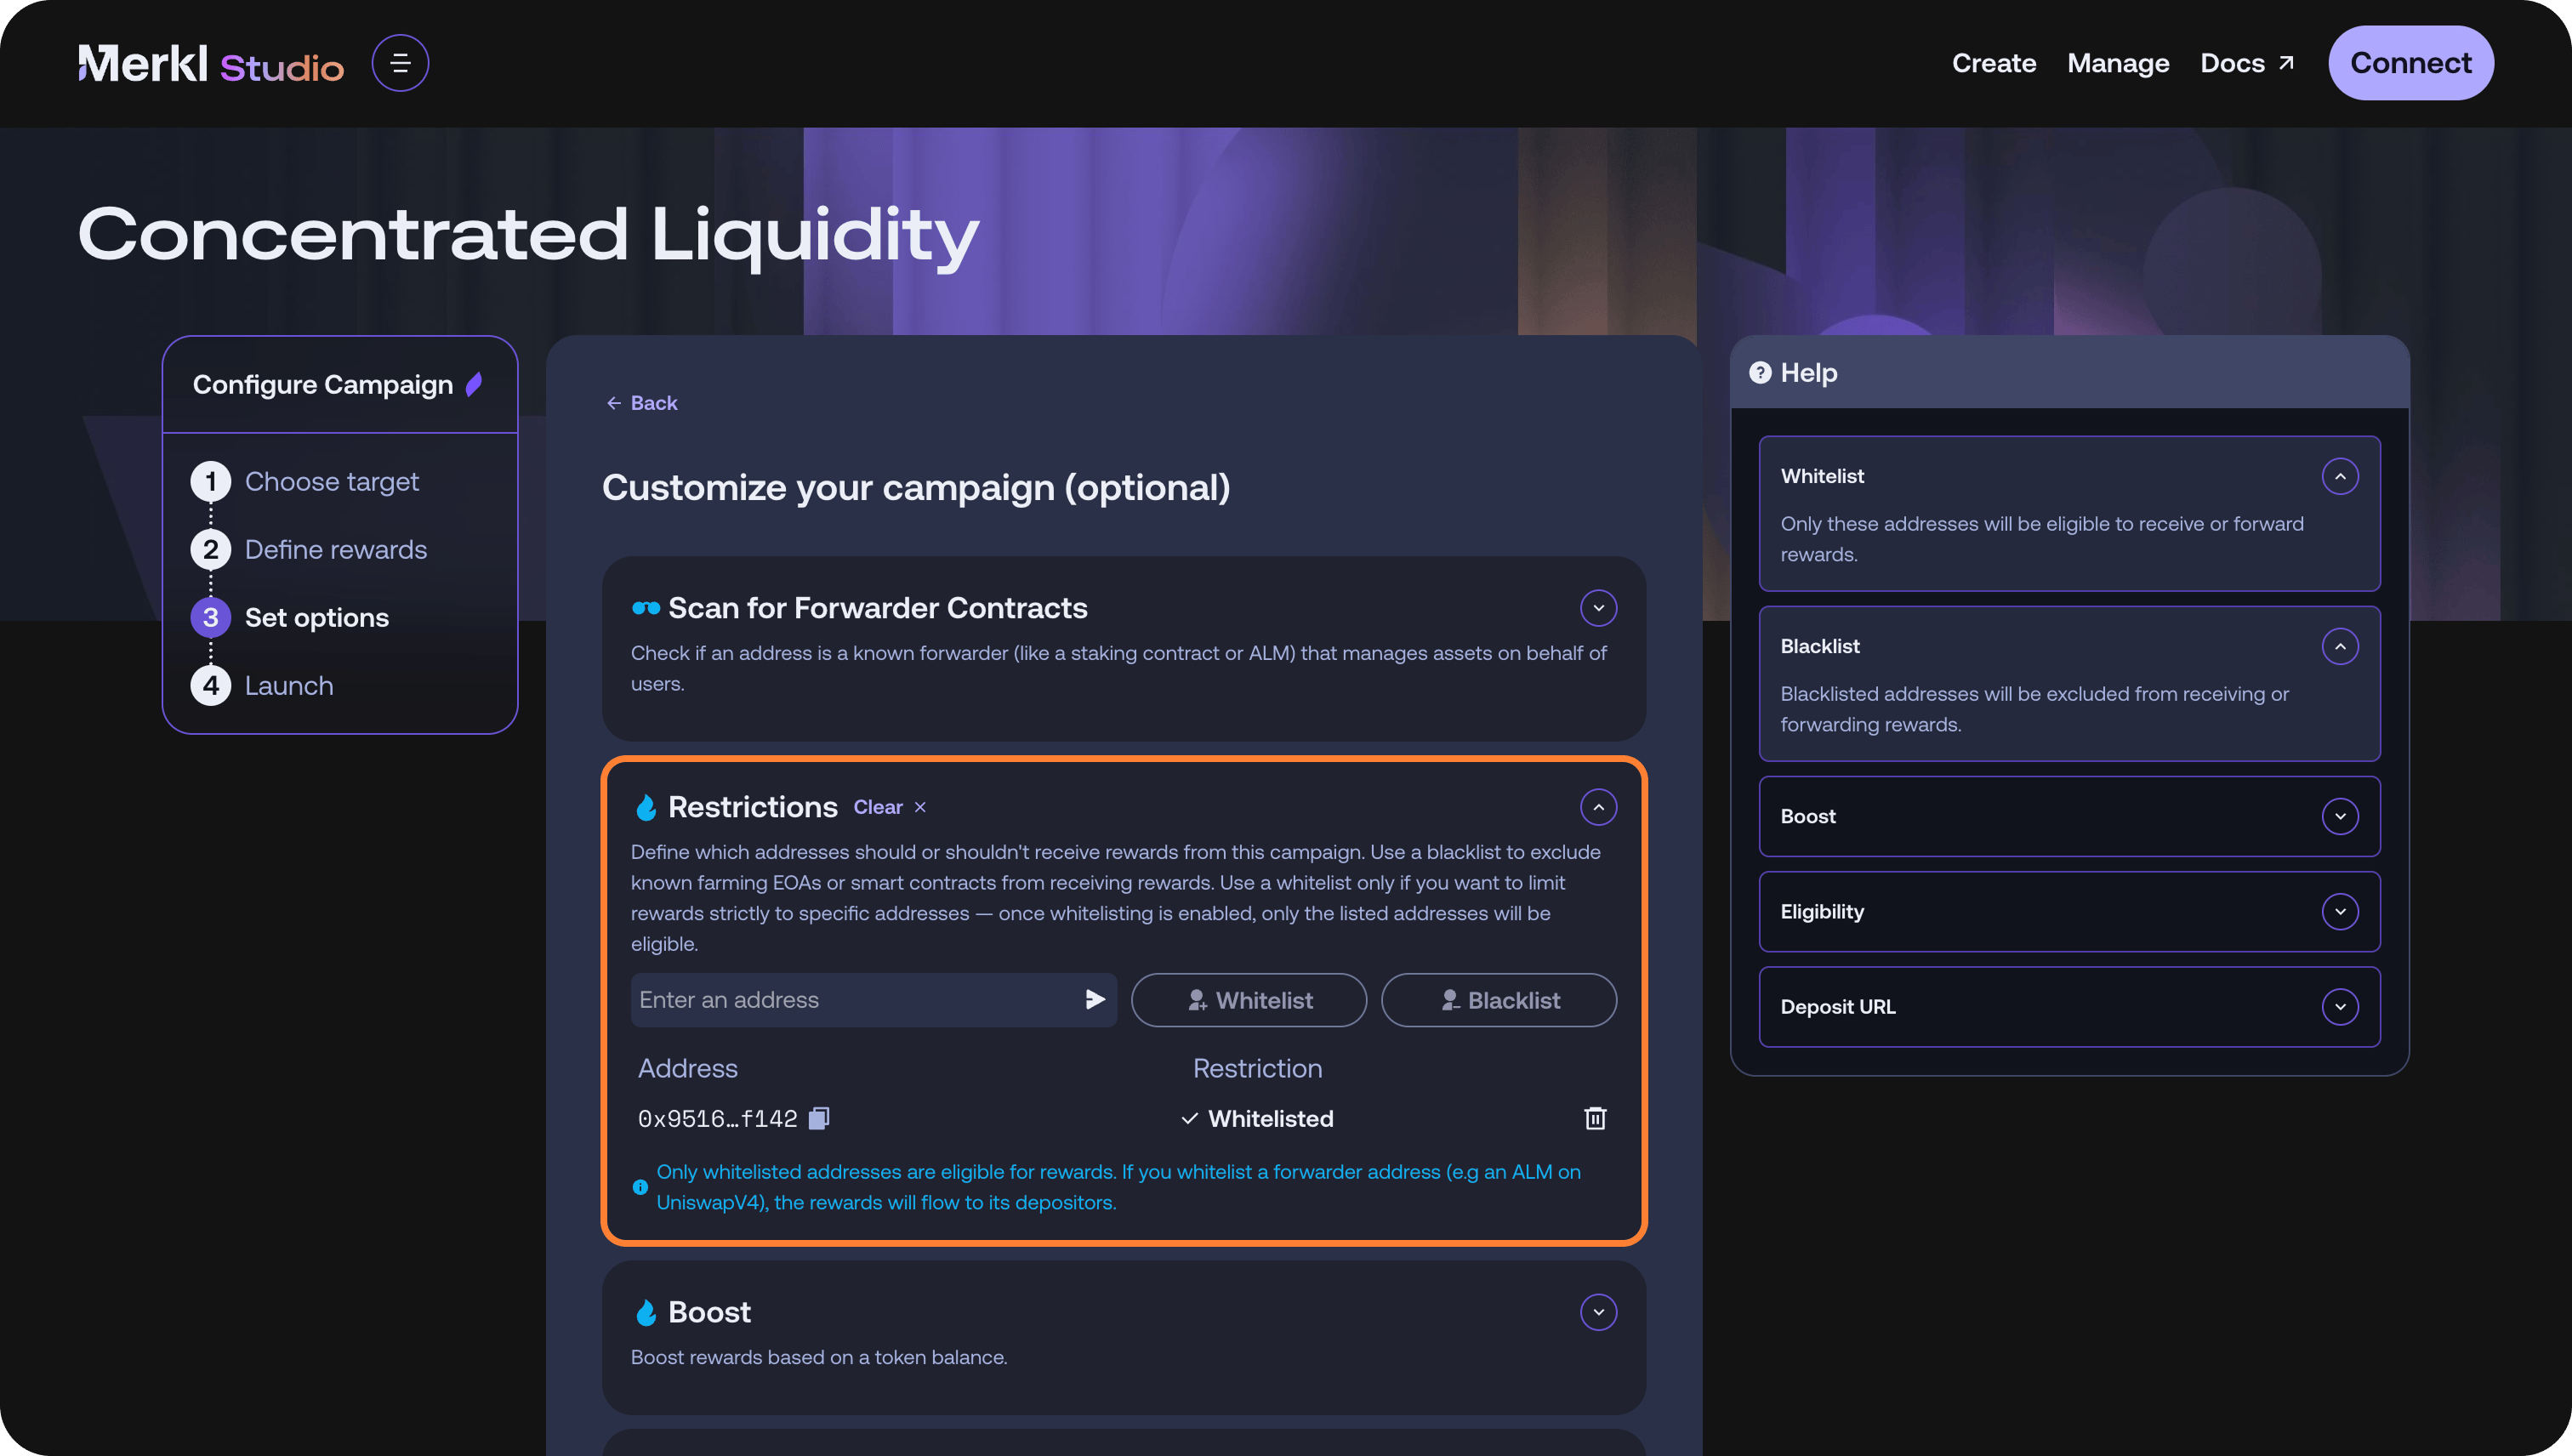 Merkl Studio
Create
Manage
Docs
Connect
Concentrated Liquidity
Configure Campaign
1 Choose target
2 Define rewards
3 Set options
4 Launch
Back
Customize your campaign (optional)
Scan for Forwarder Contracts
Check if an address is a known forwarder (like a staking contract or ALM) that manages assets on behalf of
users.
Restrictions Clear
Define which addresses should or shouldn't receive rewards from this campaign. Use a blacklist to exclude
known farming EOAs or smart contracts from receiving rewards. Use a whitelist only if you want to limit
rewards strictly to specific addresses — once whitelisting is enabled, only the listed addresses will be
eligible.
Enter an address
Whitelist
Blacklist
Address Restriction
0x9516…f142 Whitelisted
Only whitelisted addresses are eligible for rewards. If you whitelist a forwarder address (e.g an ALM on
UniswapV4), the rewards will flow to its depositors.
Boost
Boost rewards based on a token balance.
Help
Whitelist
Only these addresses will be eligible to receive or forward
rewards.
Blacklist
Blacklisted addresses will be excluded from receiving or
forwarding rewards.
Boost
Eligibility
Deposit URL